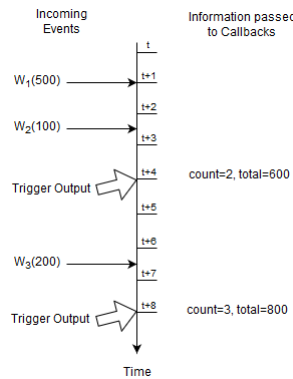 Incoming
Events
Information passed
to Callbacks
t
W1(500)
t+1
t+2
W2(100)
t+3
t+4
Trigger Output
count=2, total=600
t+5
t+6
W3(200)
t+7
t+8
Trigger Output
count=3, total=800
Time